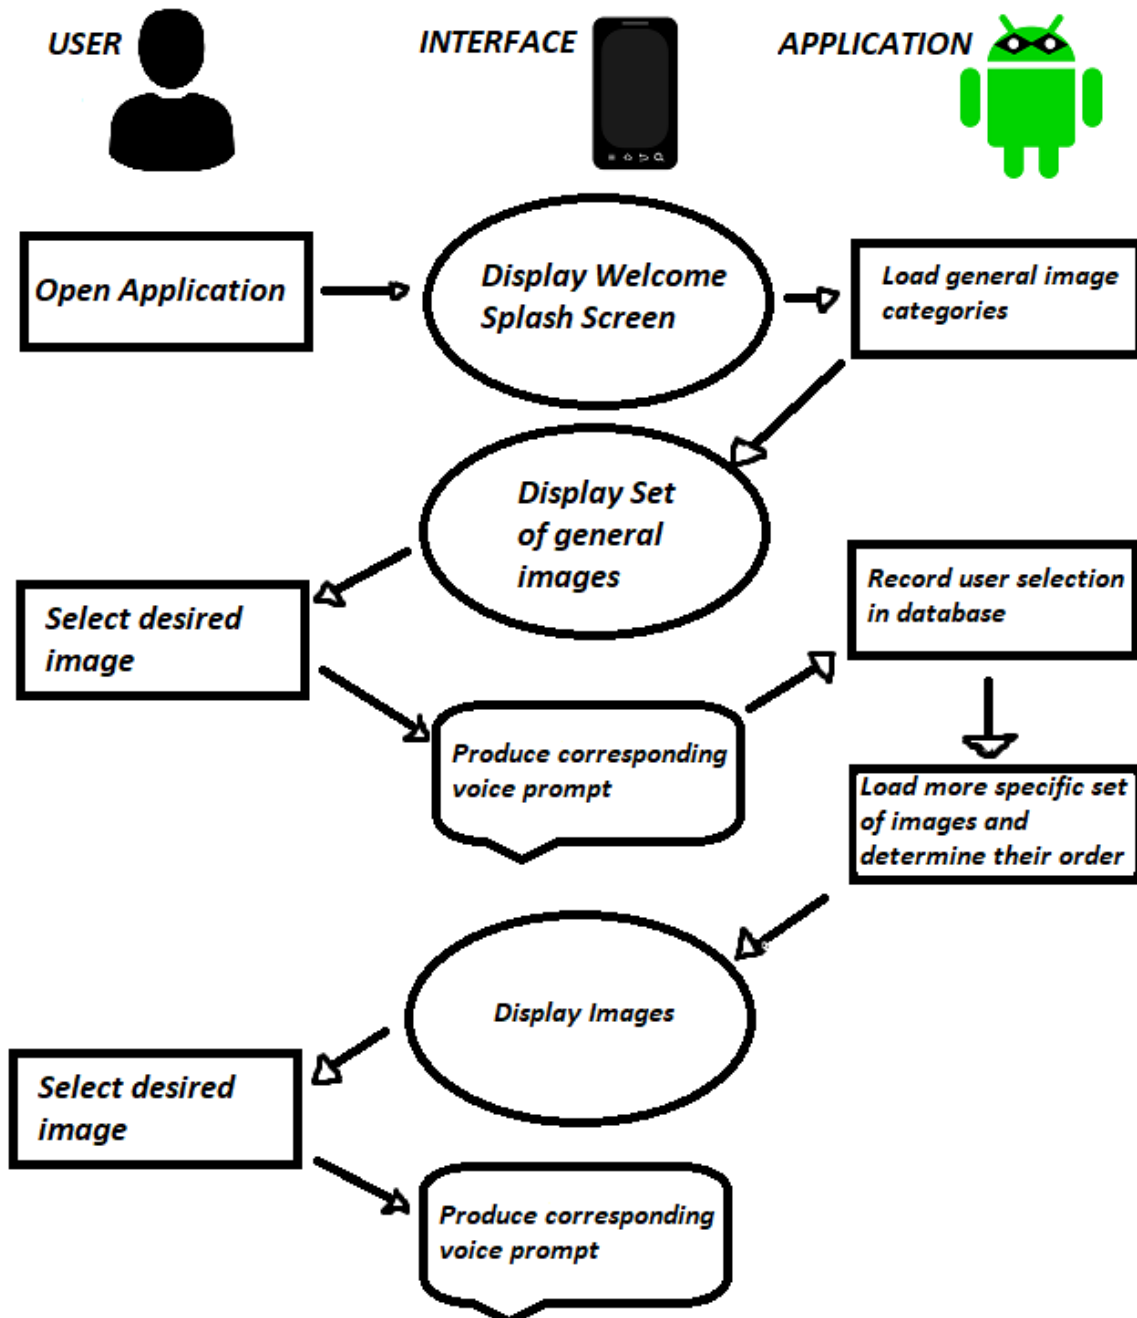 USER
INTERFACE
APPLICATION
Open Application
Display Welcome
Splash Screen
Load general image
categories
Display Set
of general
images
Record user selection
in database
Select desired
image
Produce corresponding
voice prompt
Load more specific set
of images and
determine their order
Display Images
Select desired
image
Produce corresponding
voice prompt